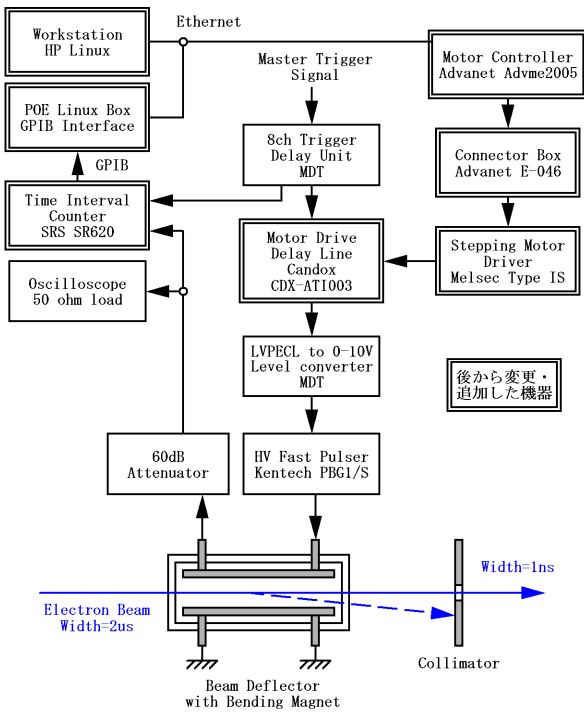 Ethernet
Workstation
HP Linux
Master Trigger
Signal
Motor Controller
Advanet Advme2005
POE Linux Box
GPIB Interface
GPIB
8ch Trigger
Delay Unit
MDT
Connector Box
Advanet E-046
Time Interval
Counter
SRS SR620
Motor Drive
Delay Line
Candox
CDX-ATI003
Stepping Motor
Driver
Melsec Type IS
Oscilloscope
50 ohm load
LVPECL to 0-10V
Level converter
MDT
後から変更・
追加した機器
60dB
Attenuator
HV Fast Pulser
Kentech PBG1/S
Width=1ns
Electron Beam
Width=2us
Collimator
Beam Deflector
with Bending Magnet